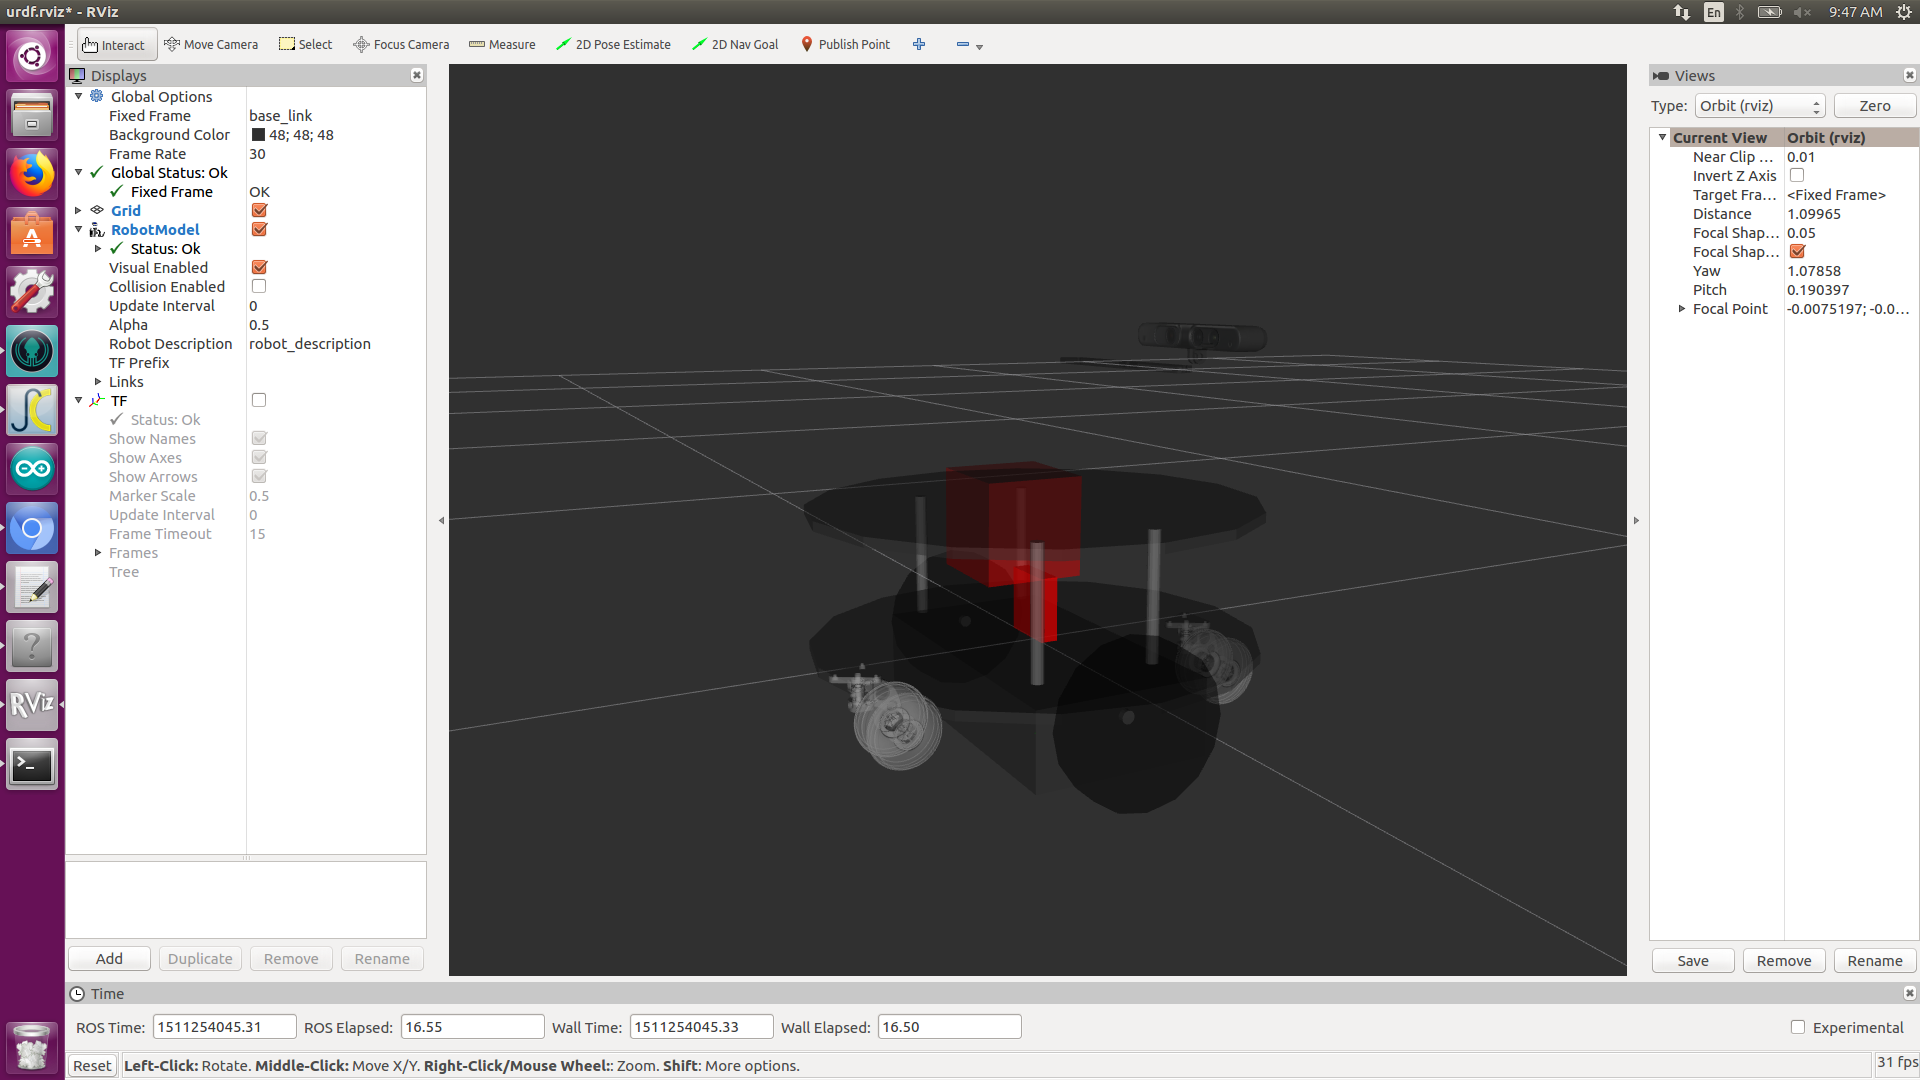 urdf.rviz* - RViz
En
9:47 AM
Interact
Move Camera
Select
Focus Camera
Measure
2D Pose Estimate
2D Nav Goal
Publish Point
Displays
Global Options
Fixed Frame base_link
Background Color 48; 48; 48
Frame Rate 30
Global Status: Ok
Fixed Frame OK
Grid
RobotModel
Status: Ok
Visual Enabled
Collision Enabled
Update Interval 0
Alpha 0.5
Robot Description robot_description
TF Prefix
Links
TF
Status: Ok
Show Names
Show Axes
Show Arrows
Marker Scale 0.5
Update Interval 0
Frame Timeout 15
Frames
Tree
Add
Duplicate
Remove
Rename
RViz
Views
Type: Orbit (rviz) Zero
Current View Orbit (rviz)
Near Clip ... 0.01
Invert Z Axis
Target Fra... <Fixed Frame>
Distance 1.09965
Focal Shap... 0.05
Focal Shap...
Yaw 1.07858
Pitch 0.190397
Focal Point -0.0075197; -0.0...
Save
Remove
Rename
Time
ROS Time: 1511254045.31 ROS Elapsed: 16.55 Wall Time: 1511254045.33 Wall Elapsed: 16.50
Experimental
Reset
Left-Click: Rotate. Middle-Click: Move X/Y. Right-Click/Mouse Wheel:: Zoom. Shift: More options.
31 fps